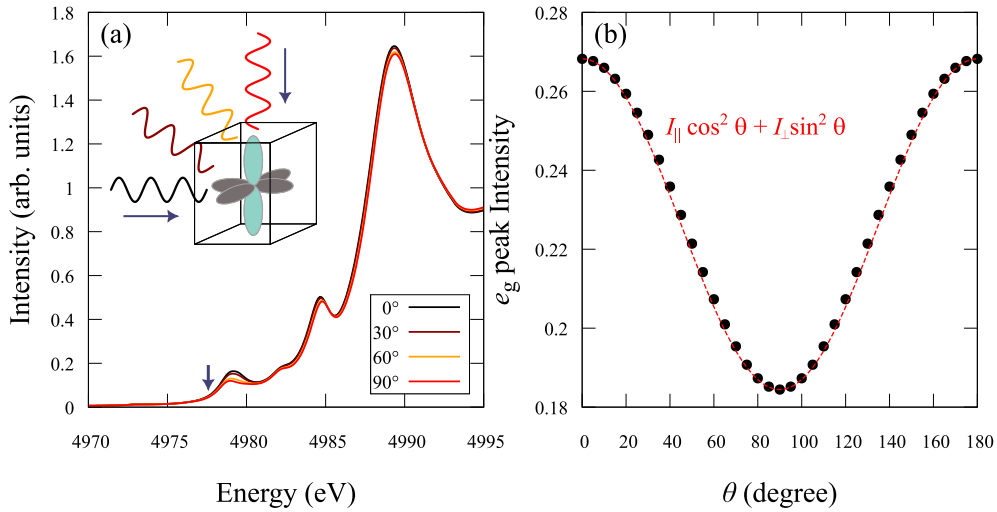 (a)
Intensity (arb. units)
1.8
1.6
1.4
1.2
1
0.8
0.6
0.4
0.2
0
0°
30°
60°
90°
4970 4975 4980 4985 4990 4995
Energy (eV)
(b)
e_g peak Intensity
0.28
0.26
0.24
0.22
0.2
0.18
I_|| cos² θ + I_⊥ sin² θ
0 20 40 60 80 100 120 140 160 180
θ (degree)